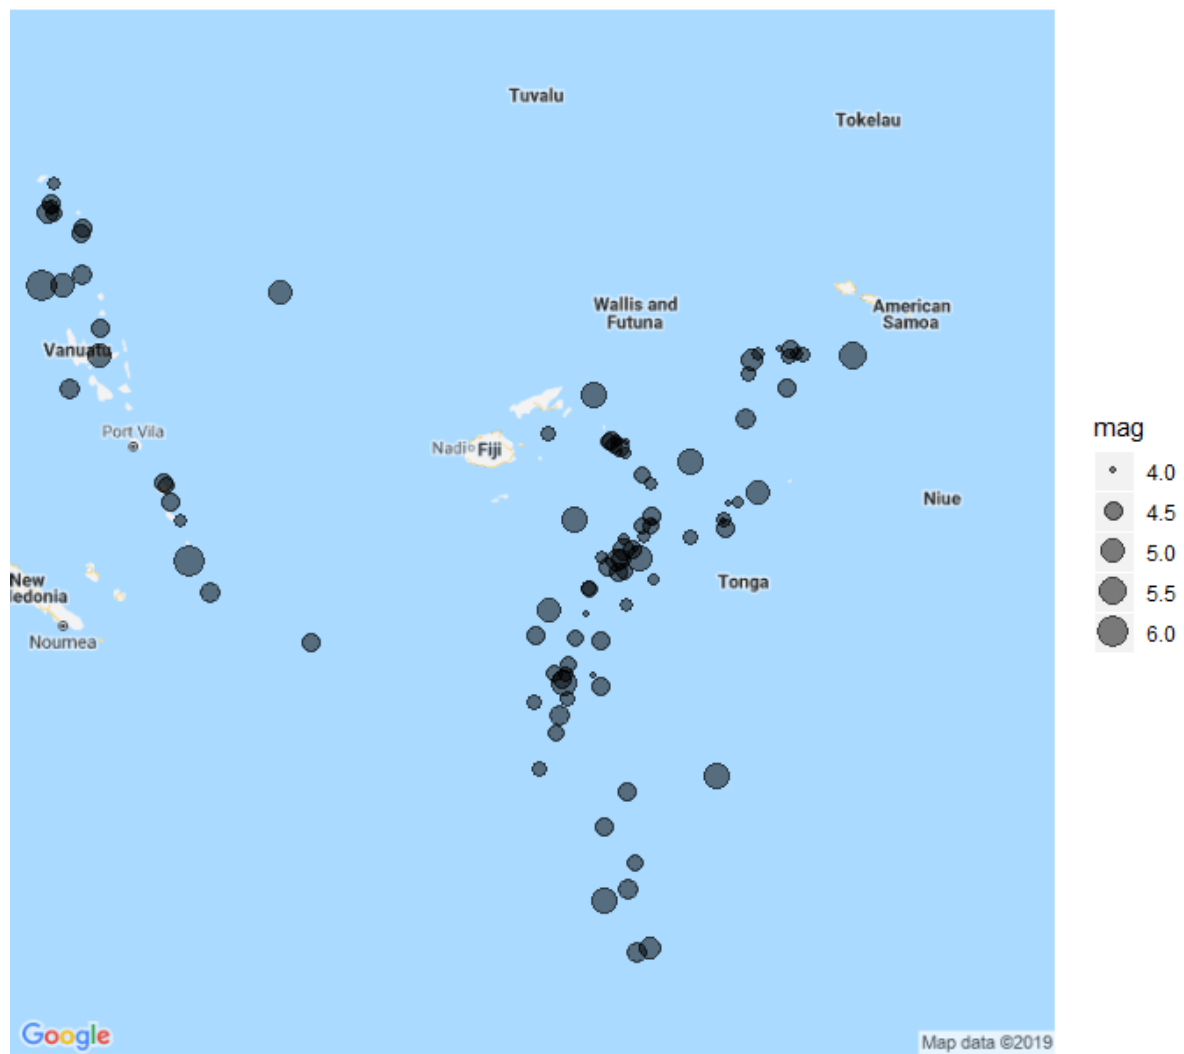 Tuvalu
Tokelau
Wallis and
Futuna
American
Samoa
Vanuatu
Port Vila
Nadi
Fiji
Niue
Tonga
New
ledonia
Noumea
mag
4.0
4.5
5.0
5.5
6.0
Google
Map data ©2019